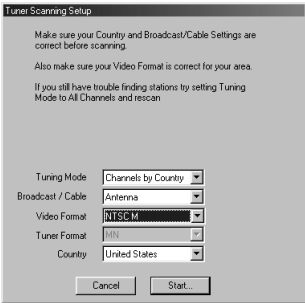 Tuner Scanning Setup
Make sure your Country and Broadcast/Cable Settings are
correct before scanning.
Also make sure your Video Format is correct for your area.
If you still have trouble finding stations try setting Tuning
Mode to All Channels and rescan
Tuning Mode Channels by Country
Broadcast / Cable Antenna
Video Format NTSC M
Tuner Format MN
Country United States
Cancel Start...